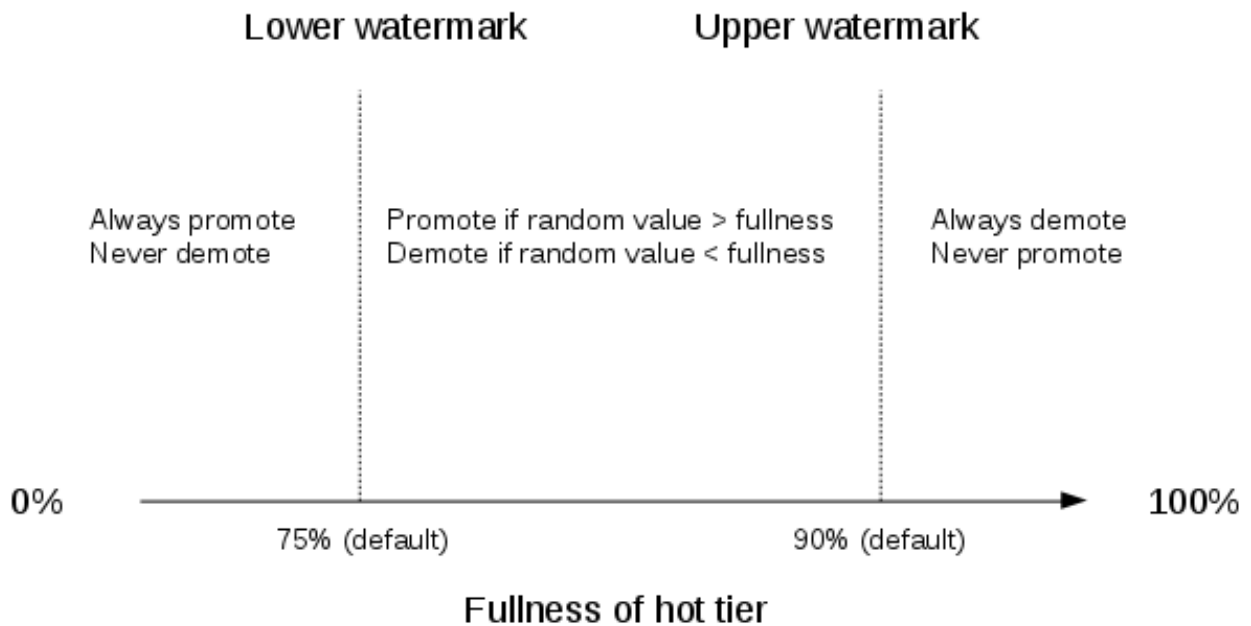 Lower watermark
Upper watermark
Always promote
Never demote
Promote if random value > fullness
Demote if random value < fullness
Always demote
Never promote
0%
100%
75% (default)
90% (default)
Fullness of hot tier